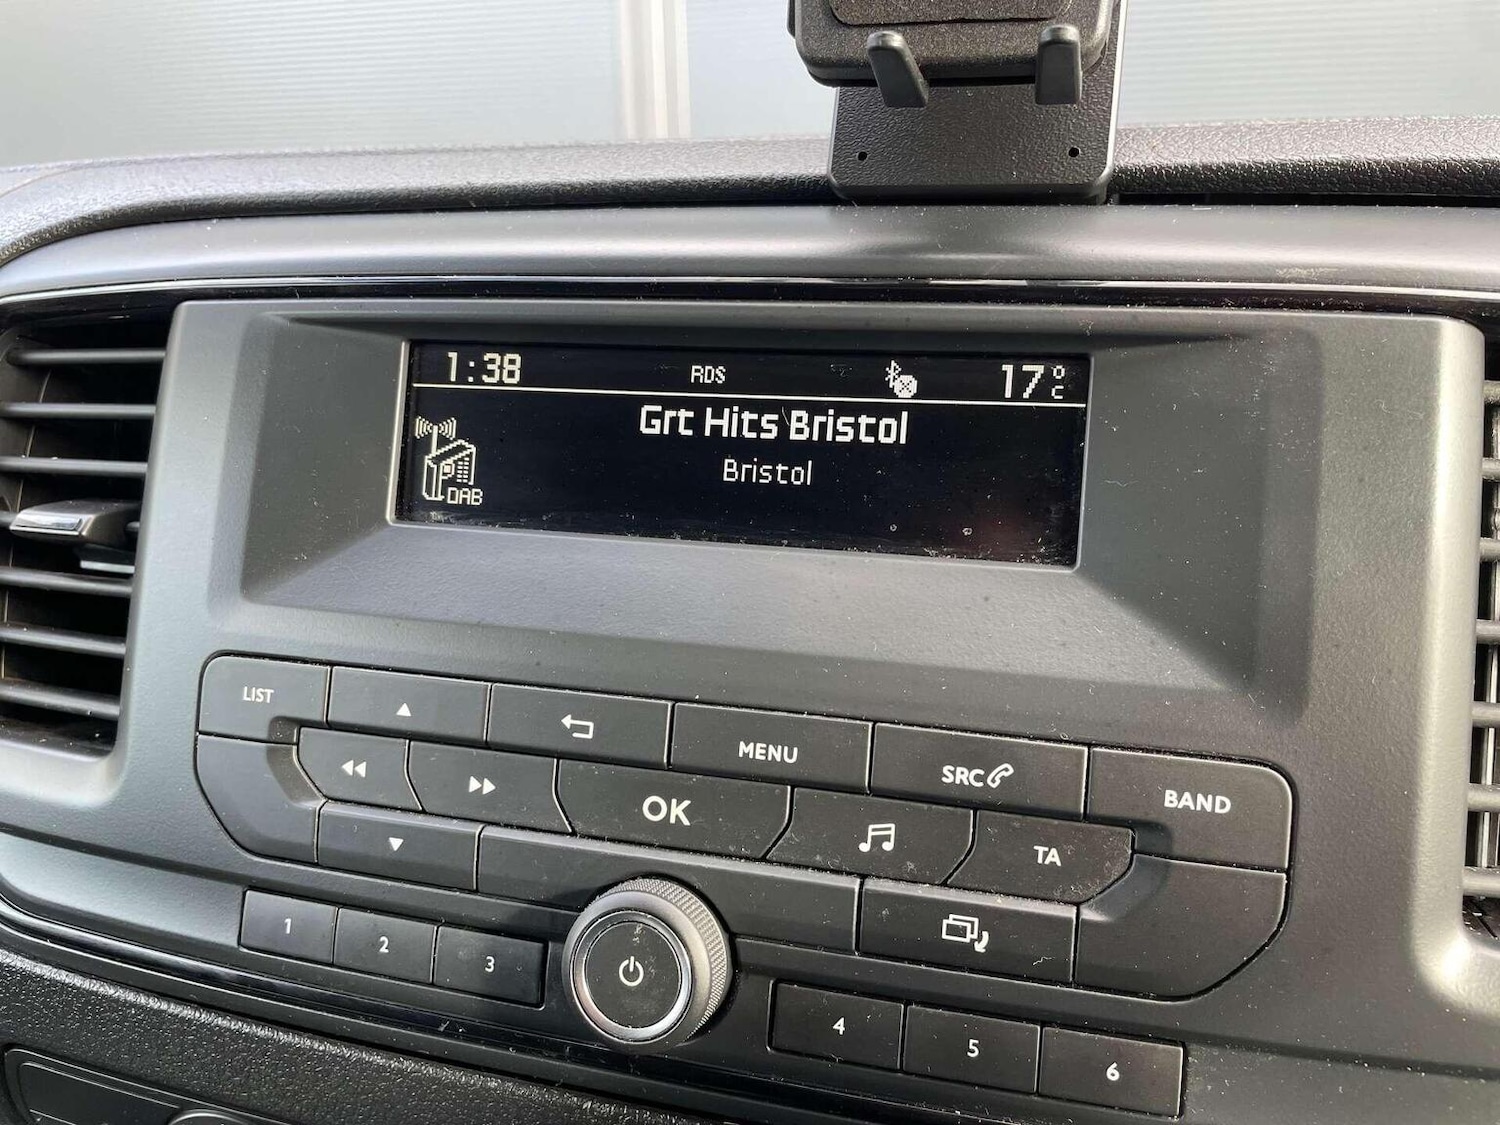 1:38 RDS 17°C
Grt Hits Bristol
Bristol
DAB
LIST
MENU
SRC
BAND
OK
TA
1 2 3
4 5 6